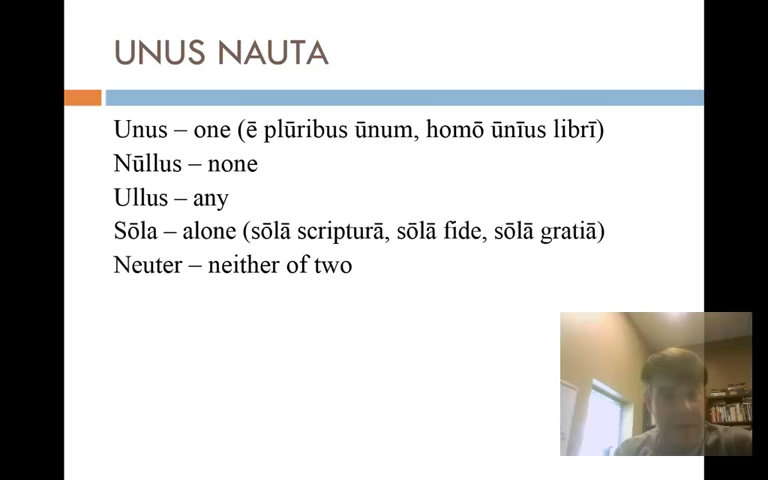 UNUS NAUTA
Unus – one (ē plūribus ūnum, homō ūnīus librī)
Nūllus – none
Ullus – any
Sōla – alone (sōlā scripturā, sōlā fide, sōlā gratiā)
Neuter – neither of two